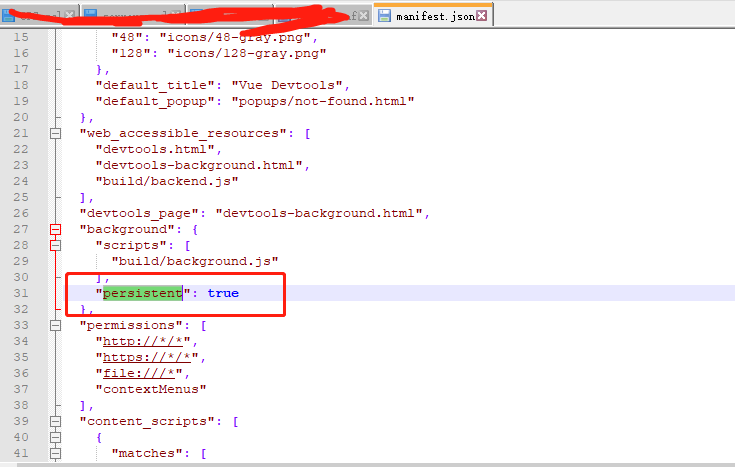 manifest.json
15 "48": "icons/48-gray.png",
16 "128": "icons/128-gray.png"
17 },
18 "default_title": "Vue Devtools",
19 "default_popup": "popups/not-found.html"
20 },
21 "web_accessible_resources": [
22 "devtools.html",
23 "devtools-background.html",
24 "build/backend.js"
25 ],
26 "devtools_page": "devtools-background.html",
27 "background": {
28 "scripts": [
29 "build/background.js"
30 ],
31 "persistent": true
32 },
33 "permissions": [
34 "http://*/*",
35 "https://*/*",
36 "file:///*",
37 "contextMenus"
38 ],
39 "content_scripts": [
40 {
41 "matches": [